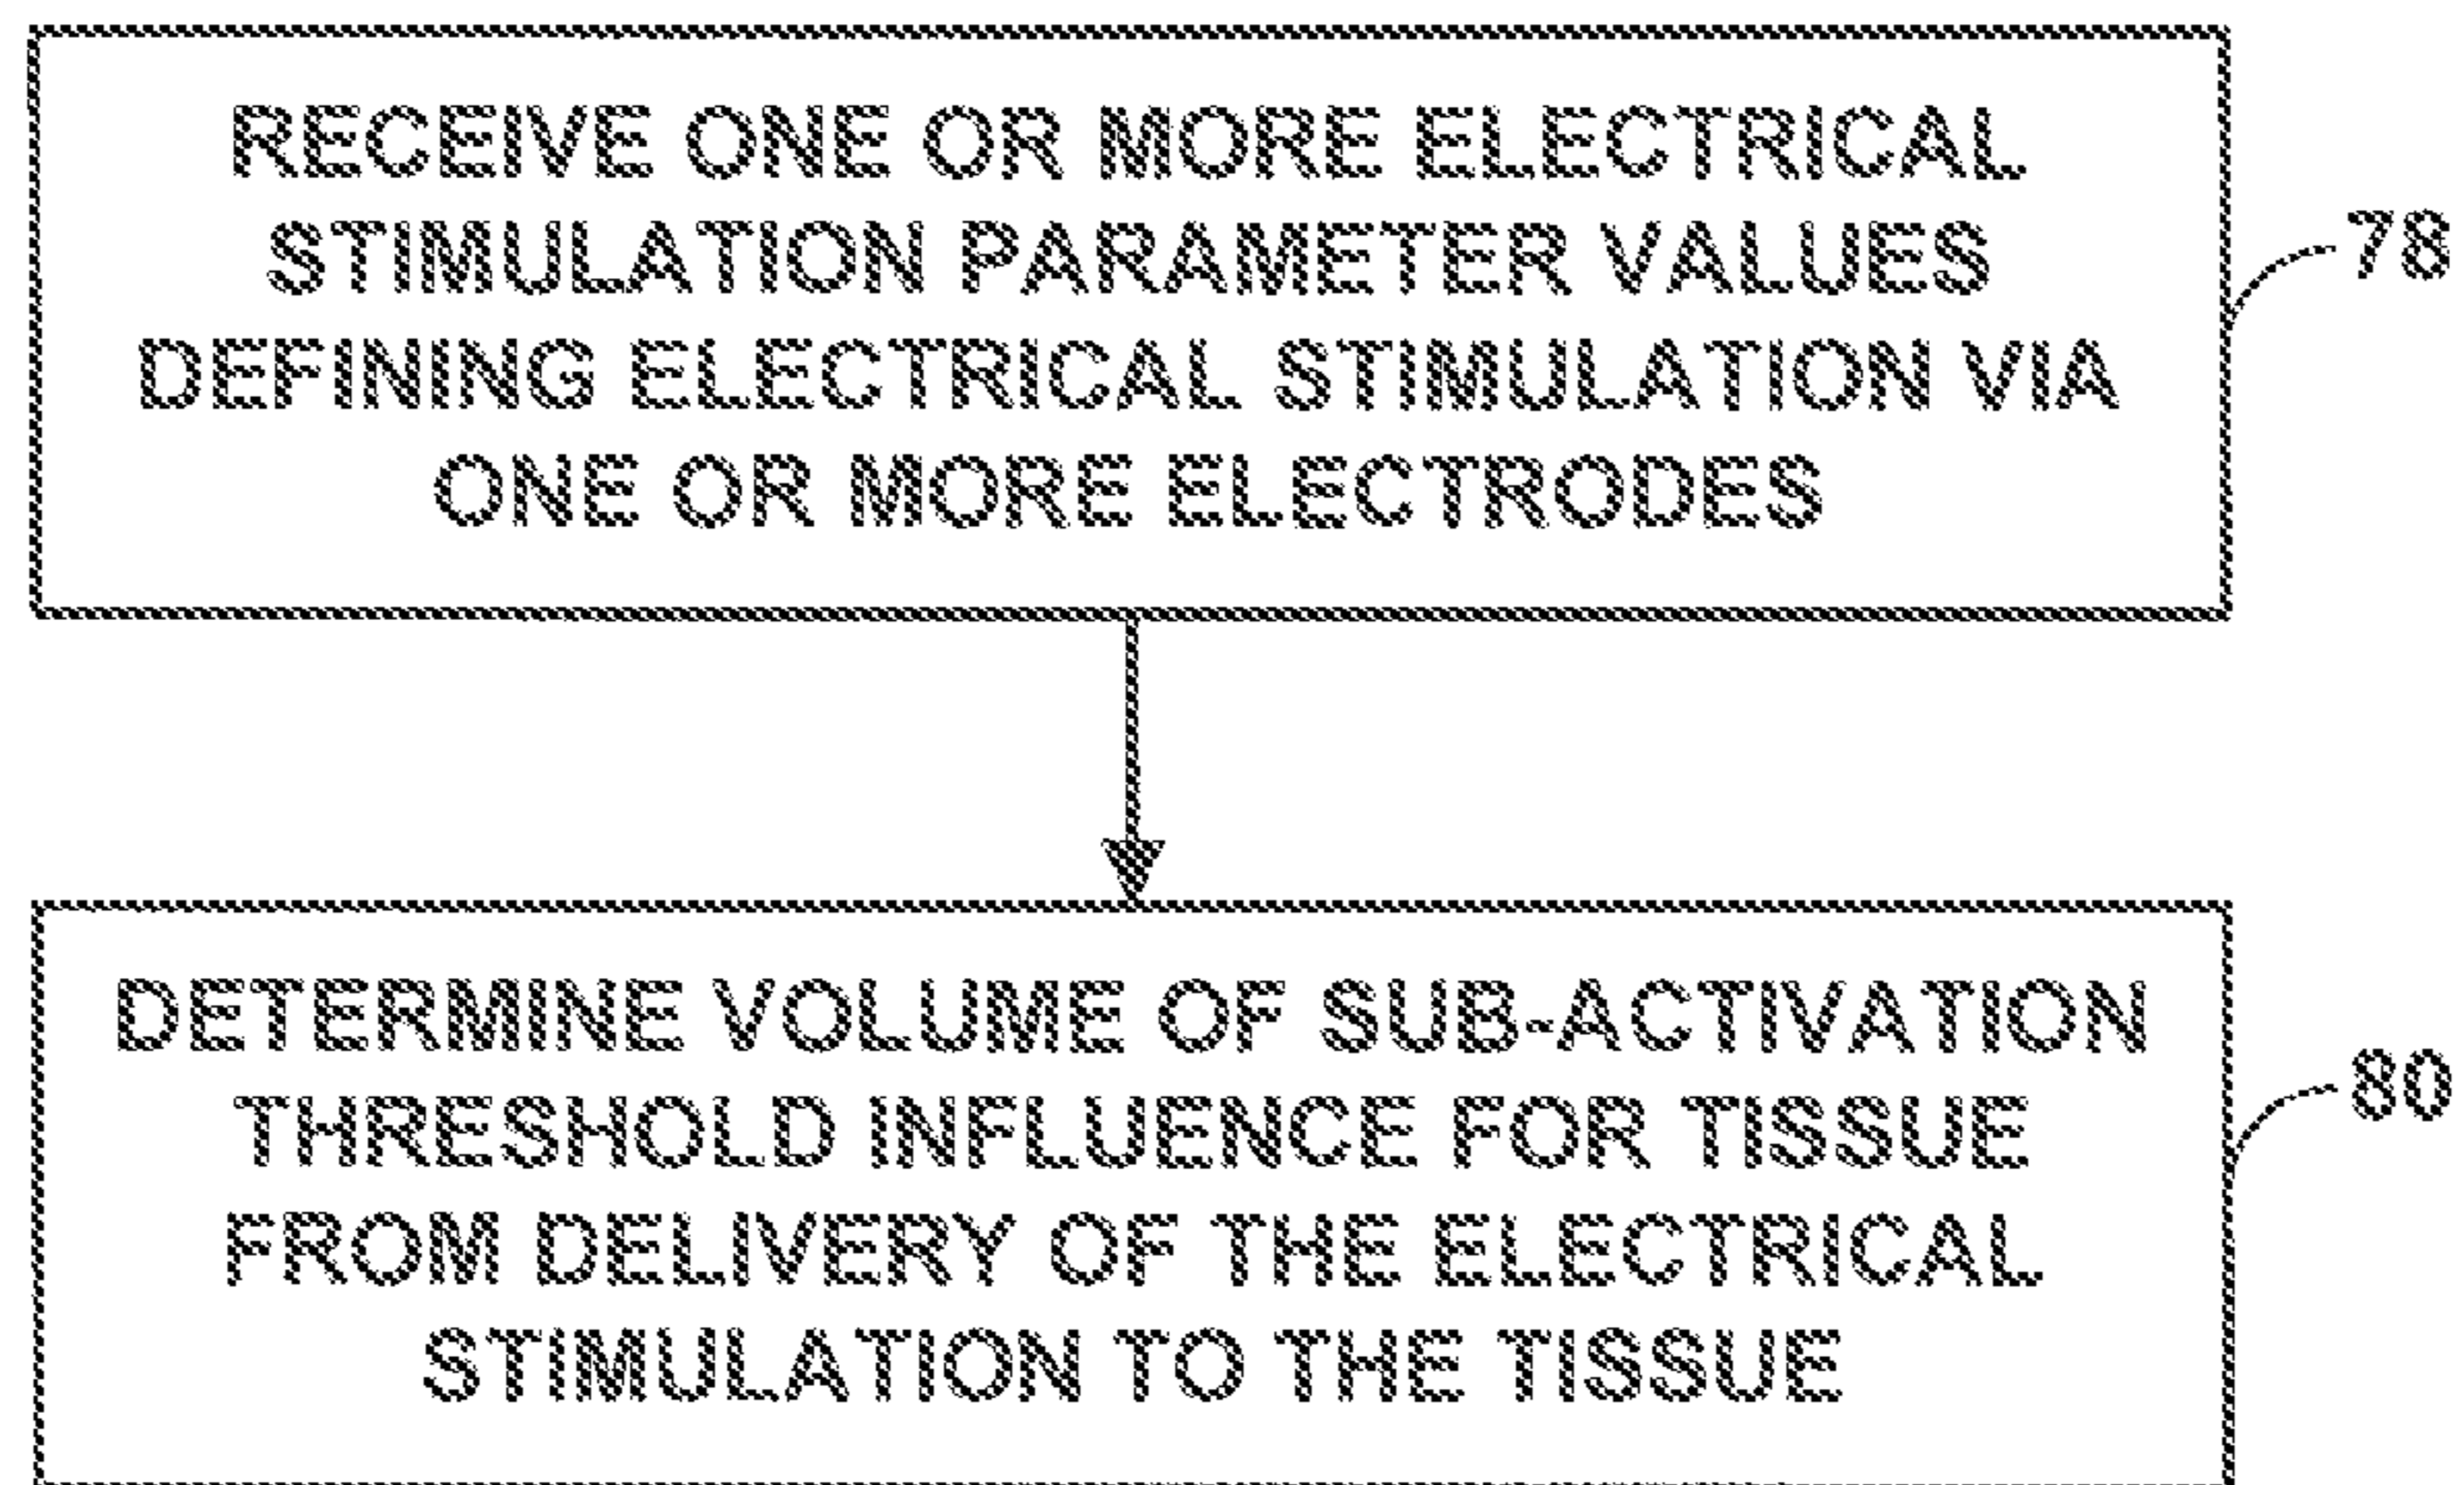 RECEIVE ONE OR MORE ELECTRICAL
STIMULATION PARAMETER VALUES
DEFINING ELECTRICAL STIMULATION VIA
ONE OR MORE ELECTRODES
78
DETERMINE VOLUME OF SUB-ACTIVATION
THRESHOLD INFLUENCE FOR TISSUE
FROM DELIVERY OF THE ELECTRICAL
STIMULATION TO THE TISSUE
80